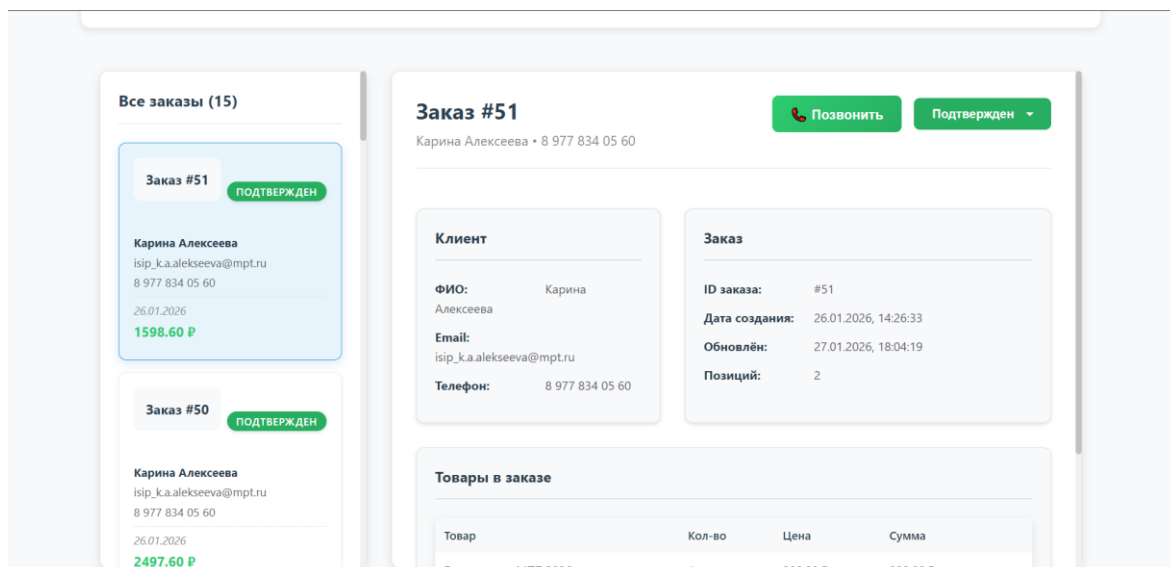 Все заказы (15)
Заказ #51
ПОДТВЕРЖДЕН
Карина Алексеева
isip_k.a.alekseeva@mpt.ru
8 977 834 05 60
26.01.2026
1598.60 ₽
Заказ #50
ПОДТВЕРЖДЕН
Карина Алексеева
isip_k.a.alekseeva@mpt.ru
8 977 834 05 60
26.01.2026
2497.60 ₽
Заказ #51
Карина Алексеева • 8 977 834 05 60
Позвонить
Подтвержден
Клиент
ФИО: Карина
Алексеева
Email:
isip_k.a.alekseeva@mpt.ru
Телефон: 8 977 834 05 60
Заказ
ID заказа: #51
Дата создания: 26.01.2026, 14:26:33
Обновлён: 27.01.2026, 18:04:19
Позиций: 2
Товары в заказе
Товар Кол-во Цена Сумма